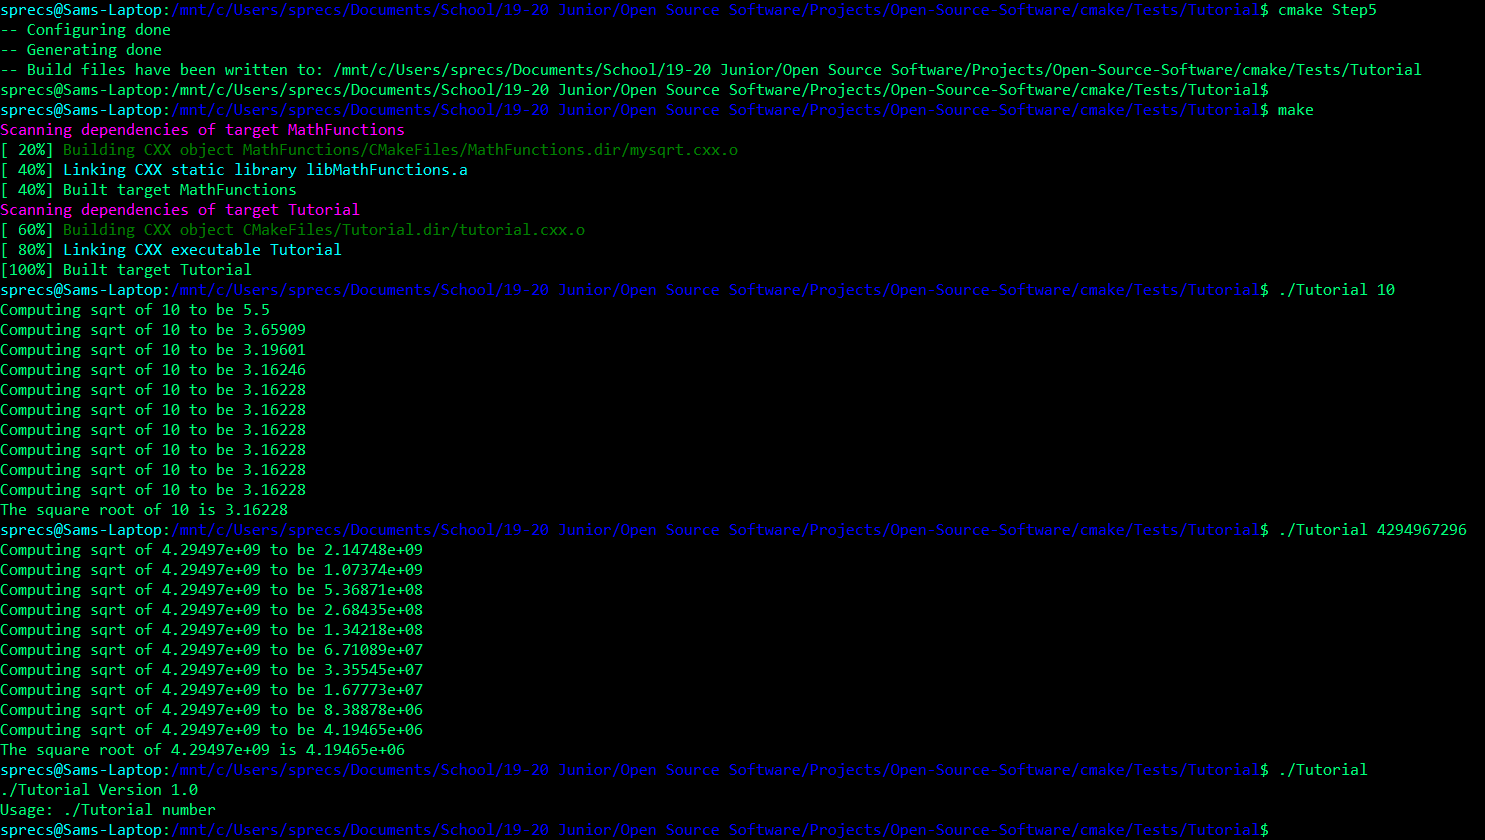 sprecs@Sams-Laptop:/mnt/c/Users/sprecs/Documents/School/19-20 Junior/Open Source Software/Projects/Open-Source-Software/cmake/Tests/Tutorial$ cmake Step5
-- Configuring done
-- Generating done
-- Build files have been written to: /mnt/c/Users/sprecs/Documents/School/19-20 Junior/Open Source Software/Projects/Open-Source-Software/cmake/Tests/Tutorial
sprecs@Sams-Laptop:/mnt/c/Users/sprecs/Documents/School/19-20 Junior/Open Source Software/Projects/Open-Source-Software/cmake/Tests/Tutorial$
sprecs@Sams-Laptop:/mnt/c/Users/sprecs/Documents/School/19-20 Junior/Open Source Software/Projects/Open-Source-Software/cmake/Tests/Tutorial$ make
Scanning dependencies of target MathFunctions
[ 20%] Building CXX object MathFunctions/CMakeFiles/MathFunctions.dir/mysqrt.cxx.o
[ 40%] Linking CXX static library libMathFunctions.a
[ 40%] Built target MathFunctions
Scanning dependencies of target Tutorial
[ 60%] Building CXX object CMakeFiles/Tutorial.dir/tutorial.cxx.o
[ 80%] Linking CXX executable Tutorial
[100%] Built target Tutorial
sprecs@Sams-Laptop:/mnt/c/Users/sprecs/Documents/School/19-20 Junior/Open Source Software/Projects/Open-Source-Software/cmake/Tests/Tutorial$ ./Tutorial 10
Computing sqrt of 10 to be 5.5
Computing sqrt of 10 to be 3.65909
Computing sqrt of 10 to be 3.19601
Computing sqrt of 10 to be 3.16246
Computing sqrt of 10 to be 3.16228
Computing sqrt of 10 to be 3.16228
Computing sqrt of 10 to be 3.16228
Computing sqrt of 10 to be 3.16228
Computing sqrt of 10 to be 3.16228
Computing sqrt of 10 to be 3.16228
The square root of 10 is 3.16228
sprecs@Sams-Laptop:/mnt/c/Users/sprecs/Documents/School/19-20 Junior/Open Source Software/Projects/Open-Source-Software/cmake/Tests/Tutorial$ ./Tutorial 4294967296
Computing sqrt of 4.29497e+09 to be 2.14748e+09
Computing sqrt of 4.29497e+09 to be 1.07374e+09
Computing sqrt of 4.29497e+09 to be 5.36871e+08
Computing sqrt of 4.29497e+09 to be 2.68435e+08
Computing sqrt of 4.29497e+09 to be 1.34218e+08
Computing sqrt of 4.29497e+09 to be 6.71089e+07
Computing sqrt of 4.29497e+09 to be 3.35545e+07
Computing sqrt of 4.29497e+09 to be 1.67773e+07
Computing sqrt of 4.29497e+09 to be 8.38878e+06
Computing sqrt of 4.29497e+09 to be 4.19465e+06
The square root of 4.29497e+09 is 4.19465e+06
sprecs@Sams-Laptop:/mnt/c/Users/sprecs/Documents/School/19-20 Junior/Open Source Software/Projects/Open-Source-Software/cmake/Tests/Tutorial$ ./Tutorial
./Tutorial Version 1.0
Usage: ./Tutorial number
sprecs@Sams-Laptop:/mnt/c/Users/sprecs/Documents/School/19-20 Junior/Open Source Software/Projects/Open-Source-Software/cmake/Tests/Tutorial$